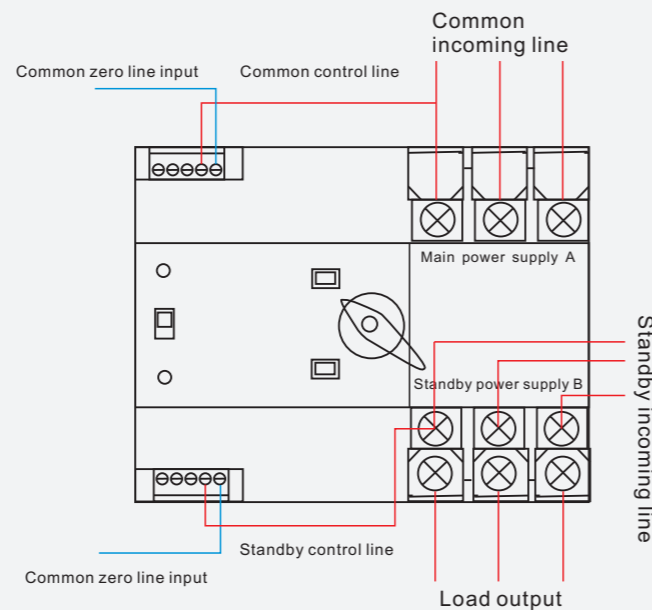 Common
incoming line
Common zero line input
Common control line
Main power supply A
Standby power supply B
Standby incoming line
Standby control line
Common zero line input
Load output